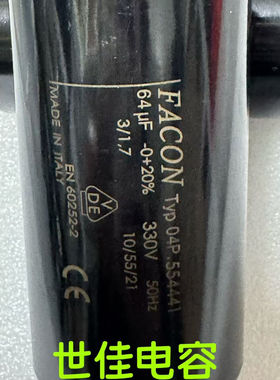 FACON Typ 04P. 554441
64µF -0+20% 330V 50Hz
3/1,7 10/55/21
VDE
EN 60252-2
MADE IN ITALY
CE
世佳电容